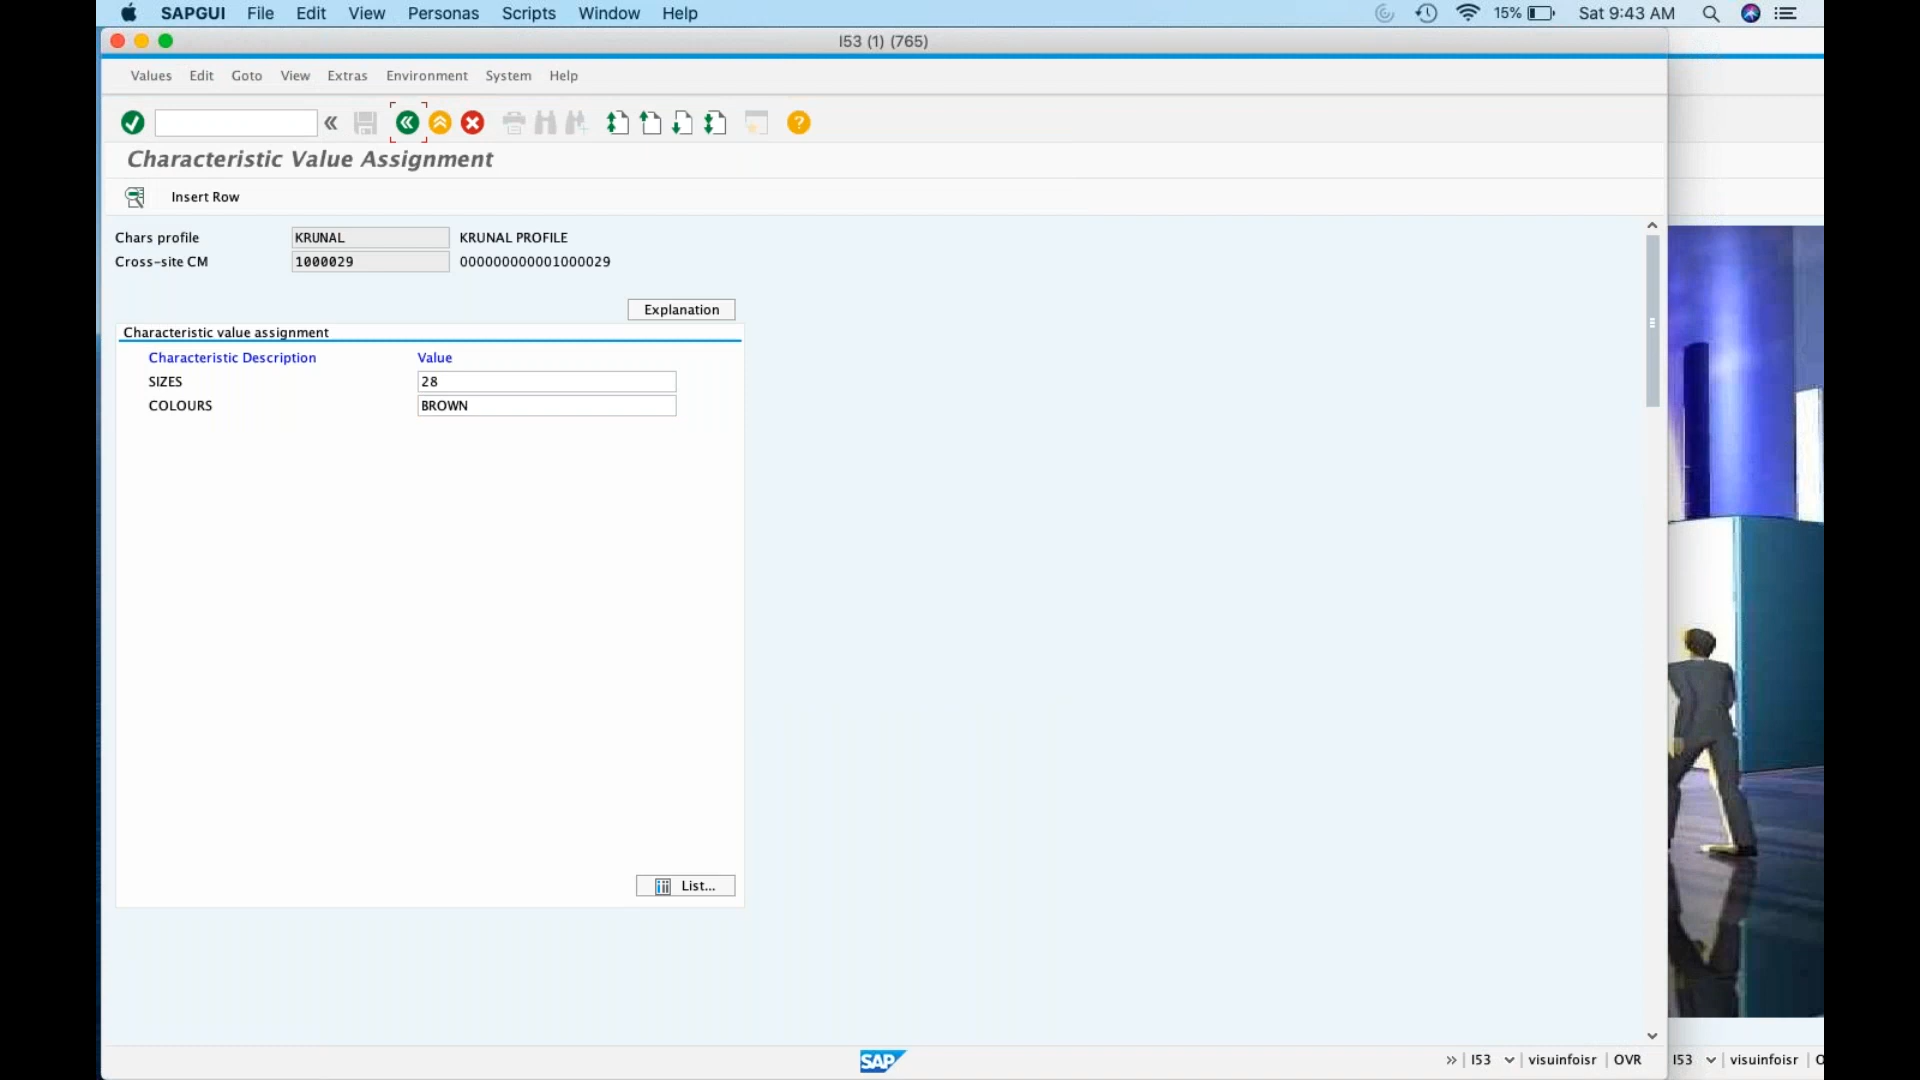 SAPGUI File Edit View Personas Scripts Window Help 15% Sat 9:43 AM
I53 (1) (765)
Values Edit Goto View Extras Environment System Help
Characteristic Value Assignment
Insert Row
Chars profile KRUNAL KRUNAL PROFILE
Cross-site CM 1000029 000000000001000029
Explanation
Characteristic value assignment
Characteristic Description Value
SIZES 28
COLOURS BROWN
List...
SAP » I53 visuinfoisr OVR I53 visuinfoisr O